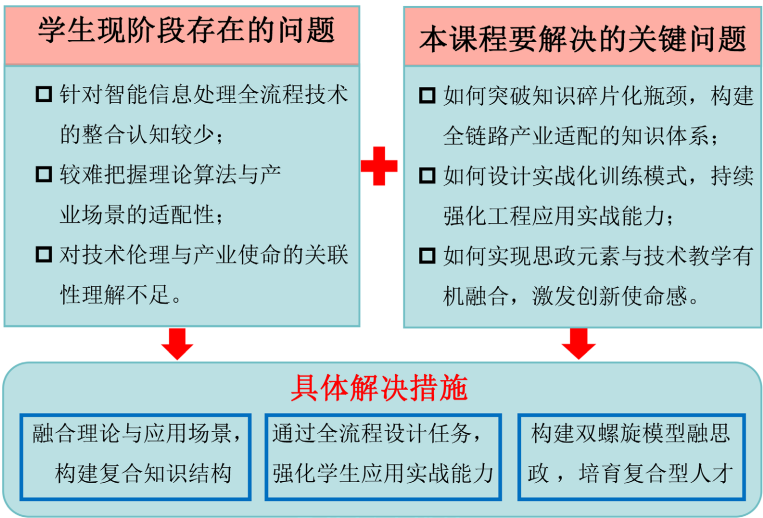 学生现阶段存在的问题
针对智能信息处理全流程技术
的整合认知较少；
较难把握理论算法与产
业场景的适配性；
对技术伦理与产业使命的关联
性理解不足。
本课程要解决的关键问题
如何突破知识碎片化瓶颈，构建
全链路产业适配的知识体系；
如何设计实战化训练模式，持续
强化工程应用实战能力；
如何实现思政元素与技术教学有
机融合，激发创新使命感。
具体解决措施
融合理论与应用场景，
构建复合知识结构
通过全流程设计任务，
强化学生应用实战能力
构建双螺旋模型融思
政 ，培育复合型人才